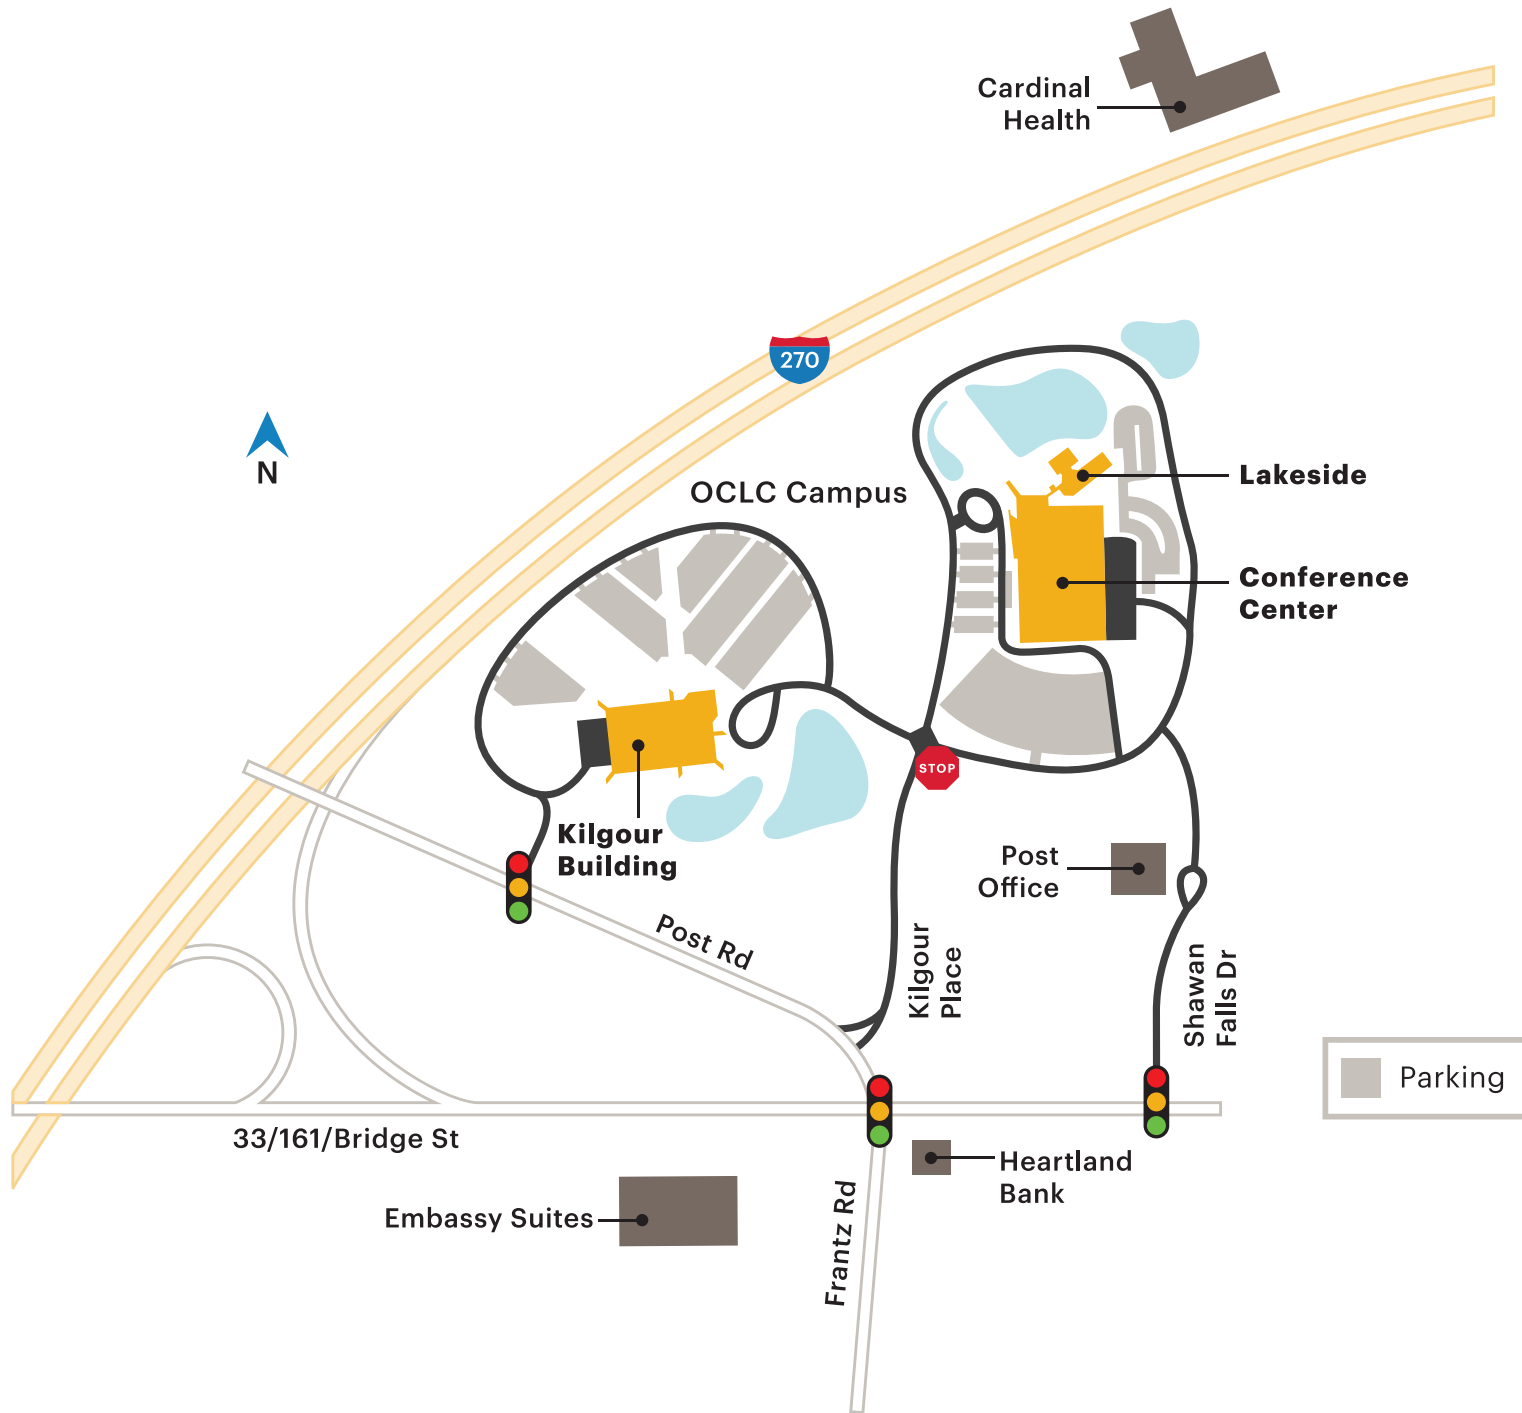 Cardinal
Health
270
N
OCLC Campus
Lakeside
Conference
Center
STOP
Kilgour
Building
Post
Office
Post Rd
Kilgour
Place
Shawan
Falls Dr
Parking
33/161/Bridge St
Heartland
Bank
Embassy Suites
Frantz Rd